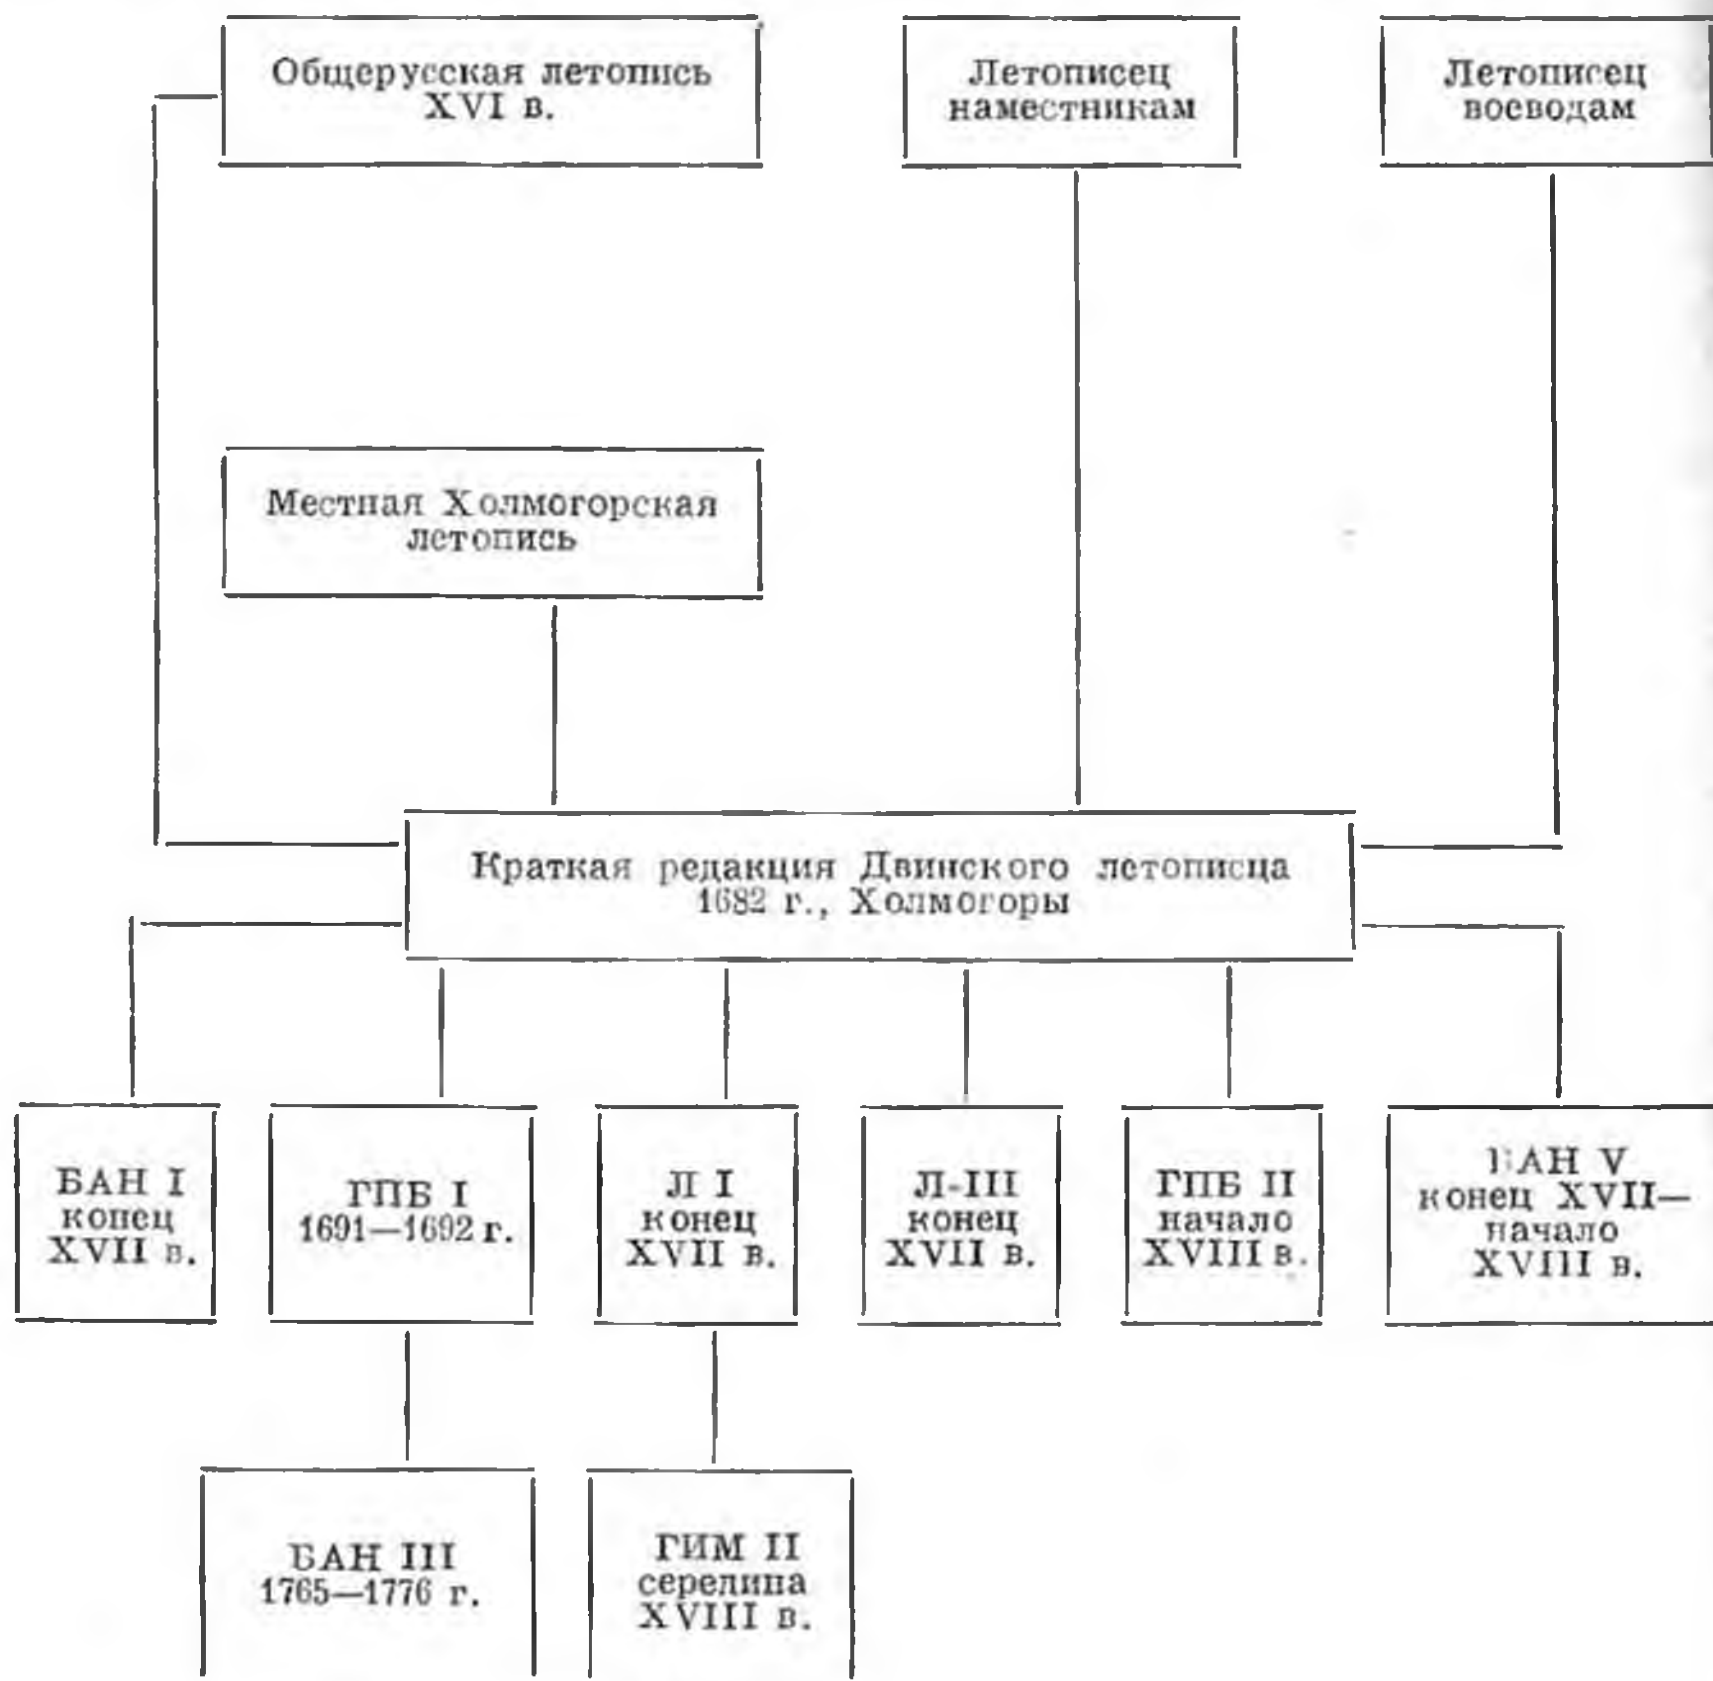 Общерусская летопись
XVI в.
Летописец
наместникам
Летописец
воеводам
Местная Холмогорская
летопись
Краткая редакция Двинского летописца
1682 г., Холмогоры
БАН I
конец
XVII в.
ГПБ I
1691—1692 г.
Л I
конец
XVII в.
Л-III
конец
XVII в.
ГПБ II
начало
XVIII в.
БАН V
конец XVII—
начало
XVIII в.
БАН III
1765—1776 г.
ГИМ II
середина
XVIII в.